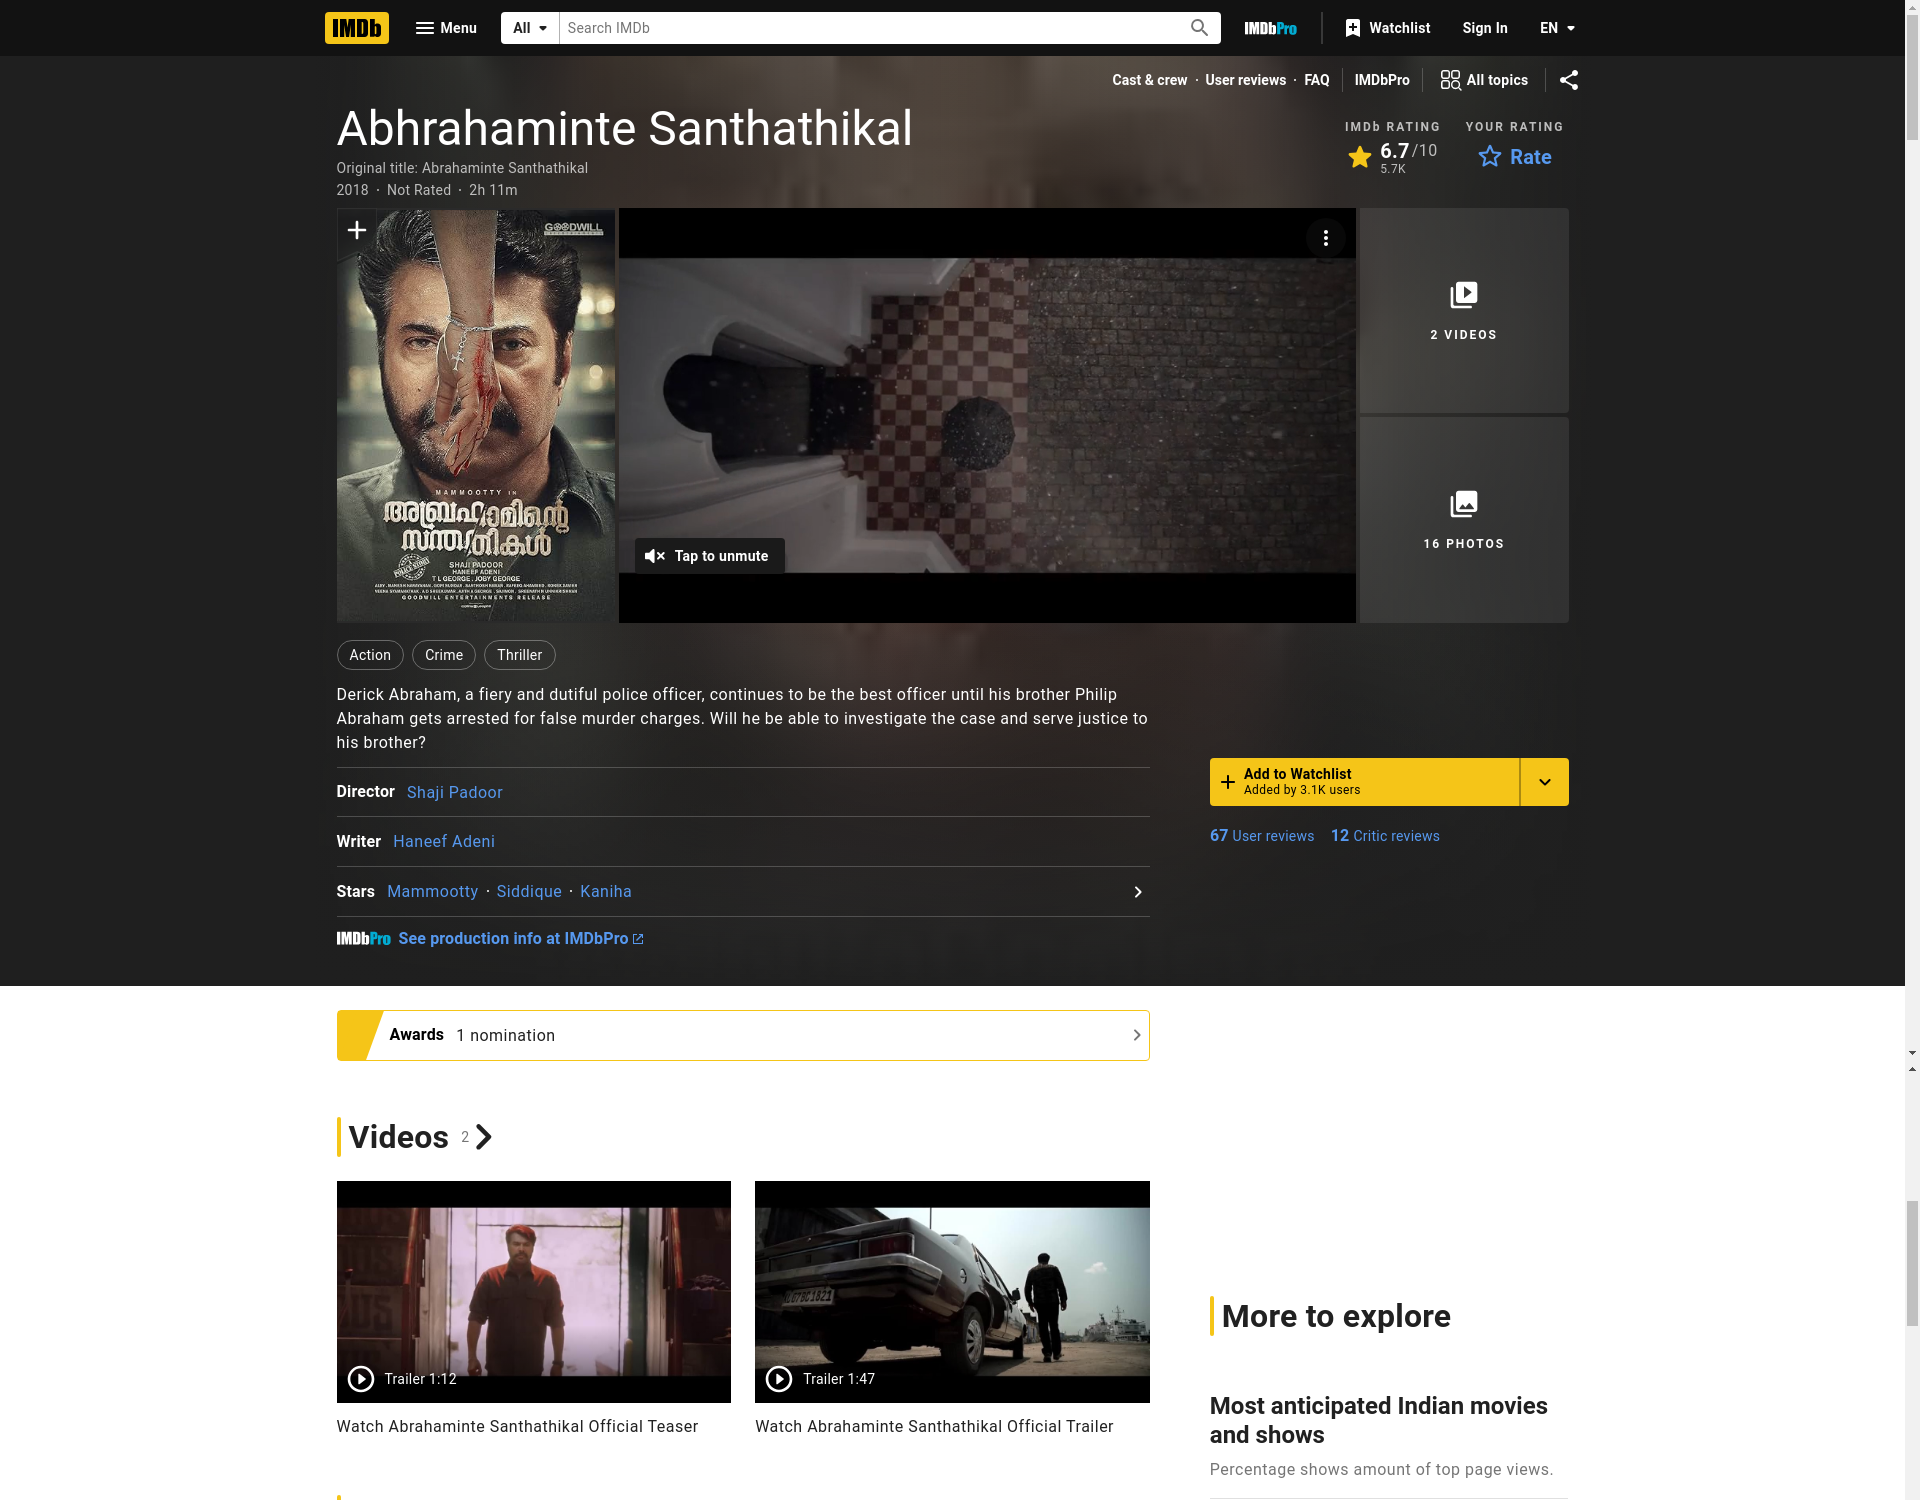 IMDb
Menu
All
Search IMDb
IMDbPro
Watchlist
Sign In
EN
Cast & crew · User reviews · FAQ
IMDbPro
All topics
Abhrahaminte Santhathikal
Original title: Abrahaminte Santhathikal
2018 · Not Rated · 2h 11m
IMDb RATING
6.7/10
5.7K
YOUR RATING
Rate
GOODWILL
MAMMOOTTY IN
അബ്രഹാമിന്റെ
സന്തതികൾ
A POLICE STORY
SHAJI PADOOR
HANEEF ADENI
T L GEORGE . JOBY GEORGE
GOODWILL ENTERTAINMENTS RELEASE
Tap to unmute
2 VIDEOS
16 PHOTOS
Action
Crime
Thriller
Derick Abraham, a fiery and dutiful police officer, continues to be the best officer until his brother Philip
Abraham gets arrested for false murder charges. Will he be able to investigate the case and serve justice to
his brother?
Director Shaji Padoor
Writer Haneef Adeni
Stars Mammootty · Siddique · Kaniha
IMDbPro See production info at IMDbPro
Add to Watchlist
Added by 3.1K users
67 User reviews 12 Critic reviews
Awards 1 nomination
Videos 2
Trailer 1:12
Watch Abrahaminte Santhathikal Official Teaser
Trailer 1:47
Watch Abrahaminte Santhathikal Official Trailer
More to explore
Most anticipated Indian movies
and shows
Percentage shows amount of top page views.